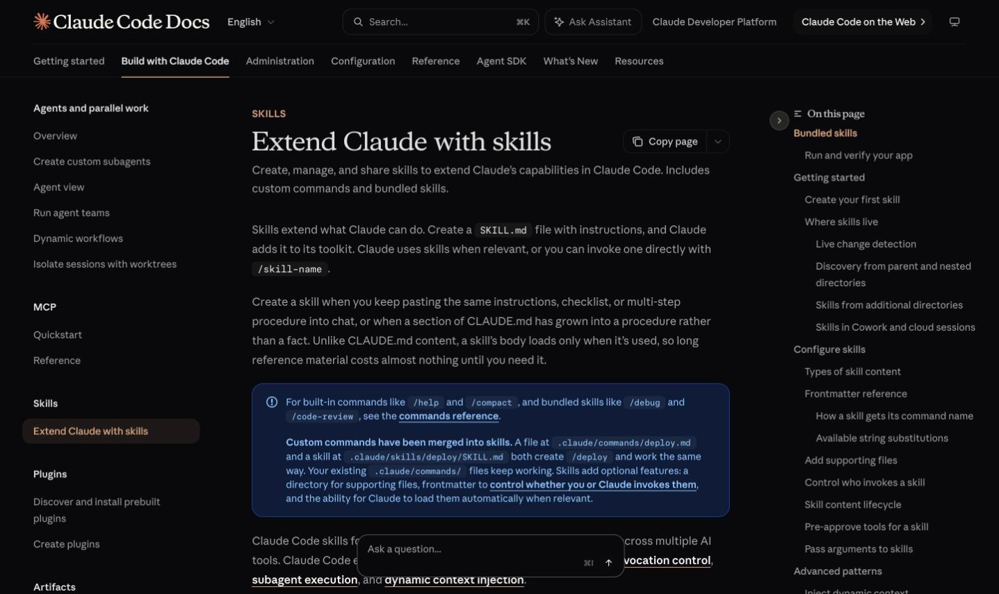 Claude Code Docs
English
Search...
⌘K
Ask Assistant
Claude Developer Platform
Claude Code on the Web
Getting started
Build with Claude Code
Administration
Configuration
Reference
Agent SDK
What's New
Resources
Agents and parallel work
Overview
Create custom subagents
Agent view
Run agent teams
Dynamic workflows
Isolate sessions with worktrees
MCP
Quickstart
Reference
Skills
Extend Claude with skills
Plugins
Discover and install prebuilt
plugins
Create plugins
Artifacts
SKILLS
Extend Claude with skills
Copy page
Create, manage, and share skills to extend Claude's capabilities in Claude Code. Includes
custom commands and bundled skills.
Skills extend what Claude can do. Create a SKILL.md file with instructions, and Claude
adds it to its toolkit. Claude uses skills when relevant, or you can invoke one directly with
/skill-name.
Create a skill when you keep pasting the same instructions, checklist, or multi-step
procedure into chat, or when a section of CLAUDE.md has grown into a procedure rather
than a fact. Unlike CLAUDE.md content, a skill's body loads only when it's used, so long
reference material costs almost nothing until you need it.
For built-in commands like /help and /compact, and bundled skills like /debug and
/code-review, see the commands reference.
Custom commands have been merged into skills. A file at .claude/commands/deploy.md
and a skill at .claude/skills/deploy/SKILL.md both create /deploy and work the same
way. Your existing .claude/commands/ files keep working. Skills add optional features: a
directory for supporting files, frontmatter to control whether you or Claude invokes them,
and the ability for Claude to load them automatically when relevant.
Claude Code skills multiple AI
tools. Claude Code control,
subagent execution, and dynamic context injection.
Ask a question...
⌘I
On this page
Bundled skills
Run and verify your app
Getting started
Create your first skill
Where skills live
Live change detection
Discovery from parent and nested
directories
Skills from additional directories
Skills in Cowork and cloud sessions
Configure skills
Types of skill content
Frontmatter reference
How a skill gets its command name
Available string substitutions
Add supporting files
Control who invokes a skill
Skill content lifecycle
Pre-approve tools for a skill
Pass arguments to skills
Advanced patterns
Inject dynamic context